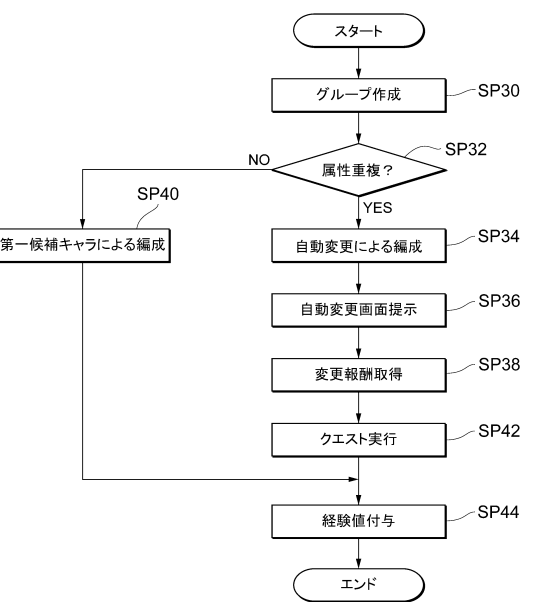 スタート
グループ作成
SP30
属性重複？
SP32
NO
YES
SP40
第一候補キャラによる編成
自動変更による編成
SP34
自動変更画面提示
SP36
変更報酬取得
SP38
クエスト実行
SP42
経験値付与
SP44
エンド